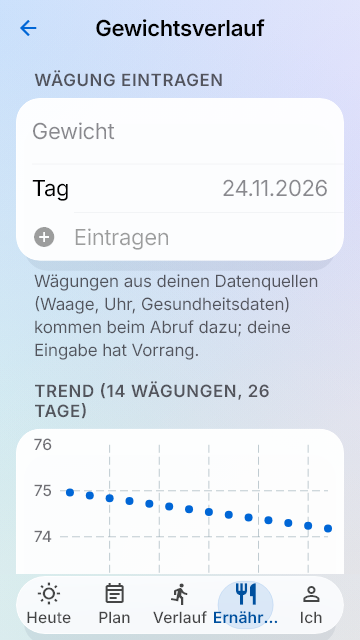 Gewichtsverlauf
WÄGUNG EINTRAGEN
Gewicht
Tag 24.11.2026
Eintragen
Wägungen aus deinen Datenquellen
(Waage, Uhr, Gesundheitsdaten)
kommen beim Abruf dazu; deine
Eingabe hat Vorrang.
TREND (14 WÄGUNGEN, 26
TAGE)
76
75
74
Heute Plan Verlauf Ernähr… Ich